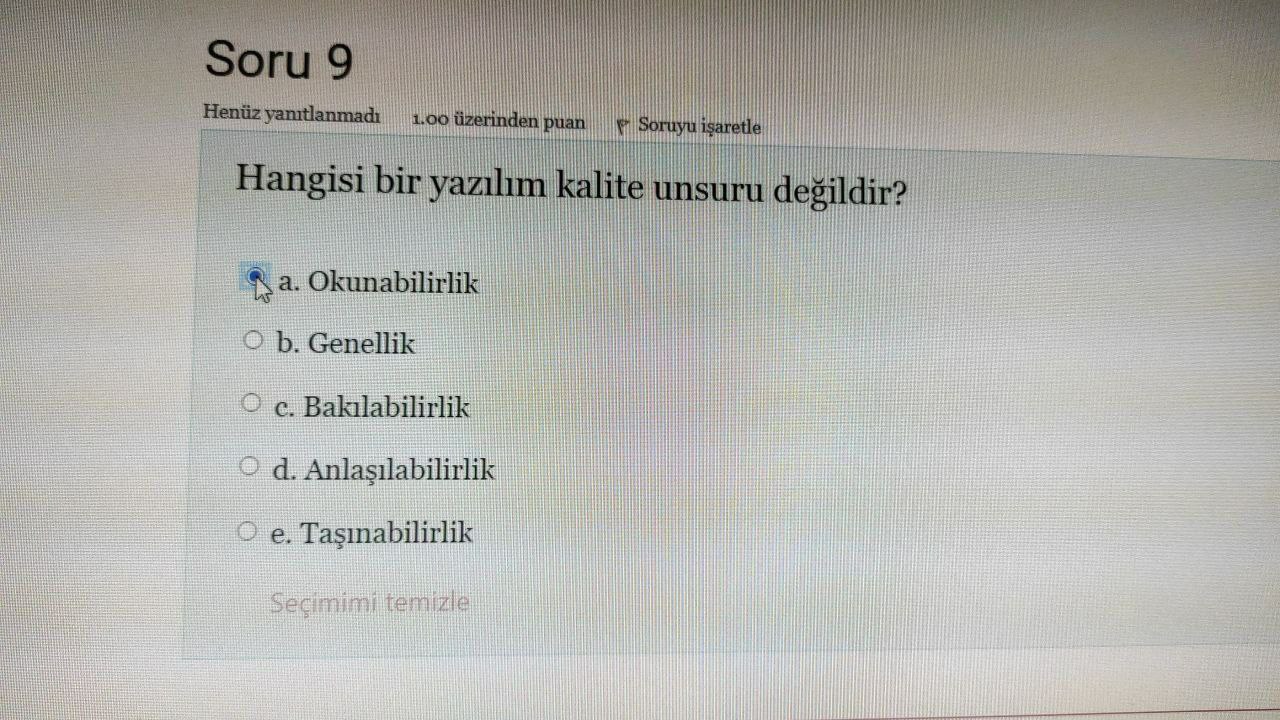 Soru 9
Henüz yanıtlanmadı 1.00 üzerinden puan Soruyu işaretle
Hangisi bir yazılım kalite unsuru değildir?
a. Okunabilirlik
b. Genellik
c. Bakılabilirlik
d. Anlaşılabilirlik
e. Taşınabilirlik
Seçimimi temizle